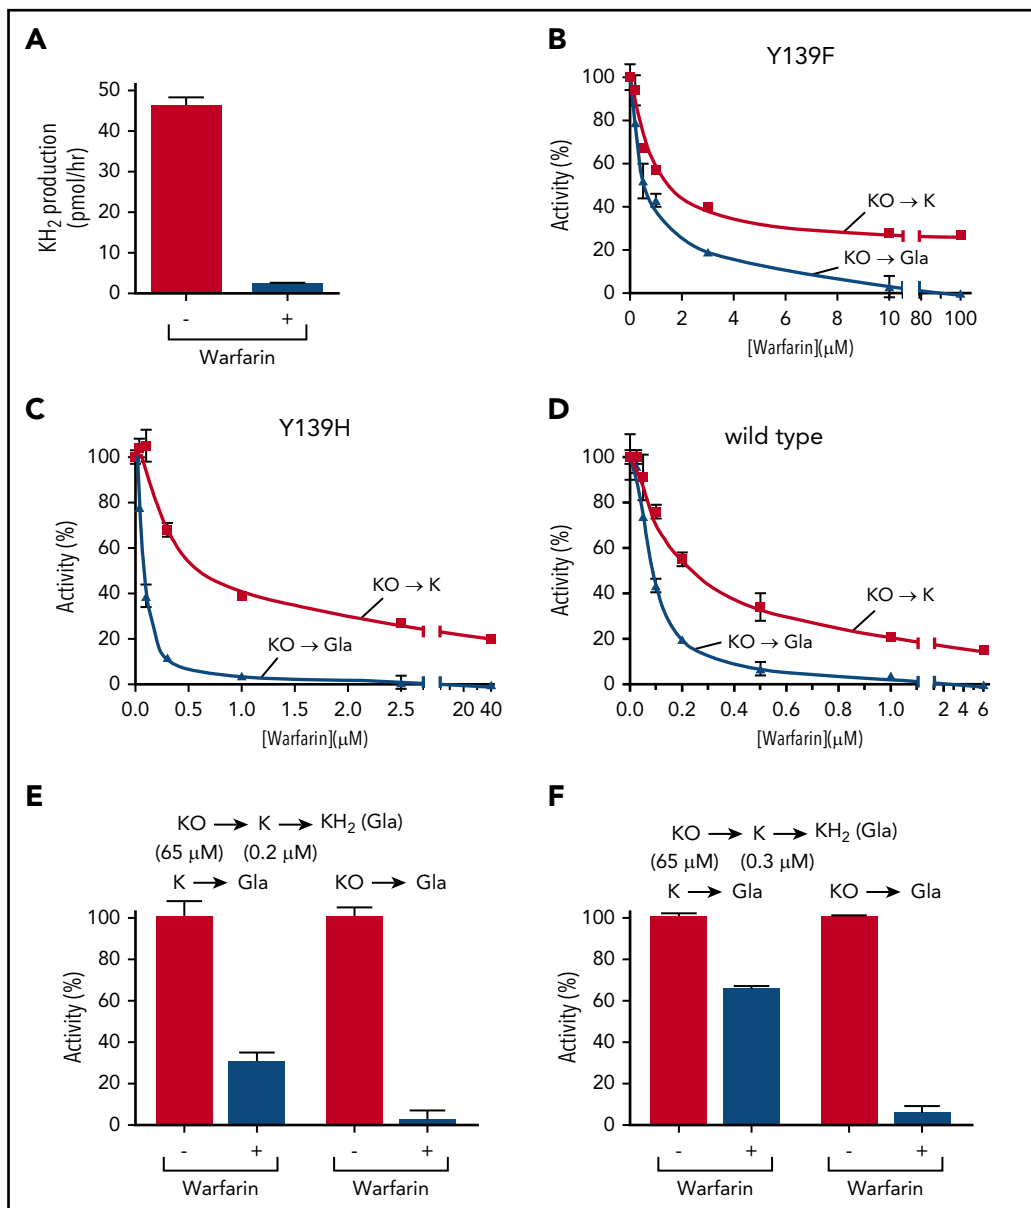 A
KH₂ production
(pmol/hr)
50
40
30
20
10
0
- +
Warfarin
B
Y139F
Activity (%)
100
80
60
40
20
0
KO → K
KO → Gla
0 2 4 6 8 10 80 100
[Warfarin](μM)
C
Y139H
Activity (%)
100
80
60
40
20
0
KO → K
KO → Gla
0.0 0.5 1.0 1.5 2.0 2.5 20 40
[Warfarin](μM)
D
wild type
Activity (%)
100
80
60
40
20
0
KO → K
KO → Gla
0.0 0.2 0.4 0.6 0.8 1.0 2 4 6
[Warfarin](μM)
E
KO → K → KH₂ (Gla)
(65 μM) (0.2 μM)
K → Gla KO → Gla
Activity (%)
100
80
60
40
20
0
- + - +
Warfarin Warfarin
F
KO → K → KH₂ (Gla)
(65 μM) (0.3 μM)
K → Gla KO → Gla
Activity (%)
100
80
60
40
20
0
- + - +
Warfarin Warfarin